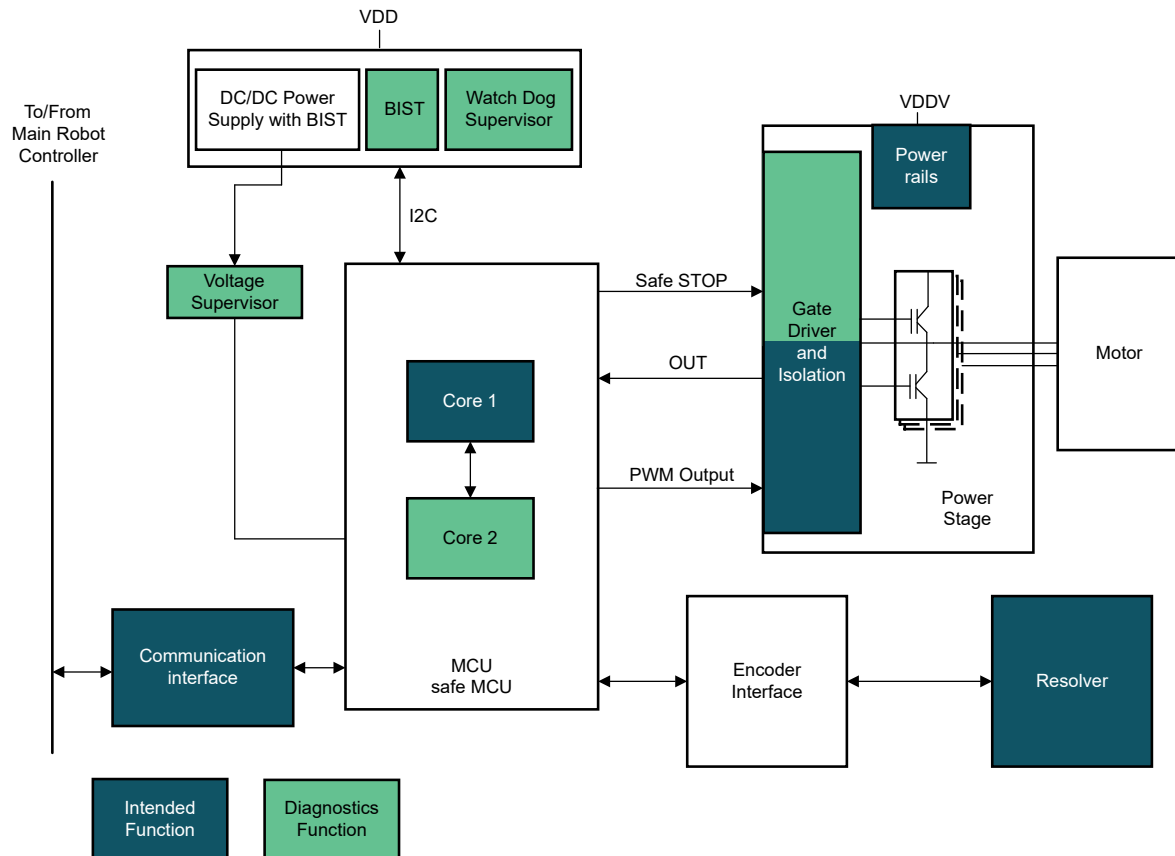 VDD
DC/DC Power
Supply with BIST
BIST
Watch Dog
Supervisor
To/From
Main Robot
Controller
VDDV
Power
rails
I2C
Voltage
Supervisor
Safe STOP
Gate
Driver
and
Isolation
Motor
OUT
Core 1
PWM Output
Core 2
Power
Stage
Communication
interface
MCU
safe MCU
Encoder
Interface
Resolver
Intended
Function
Diagnostics
Function